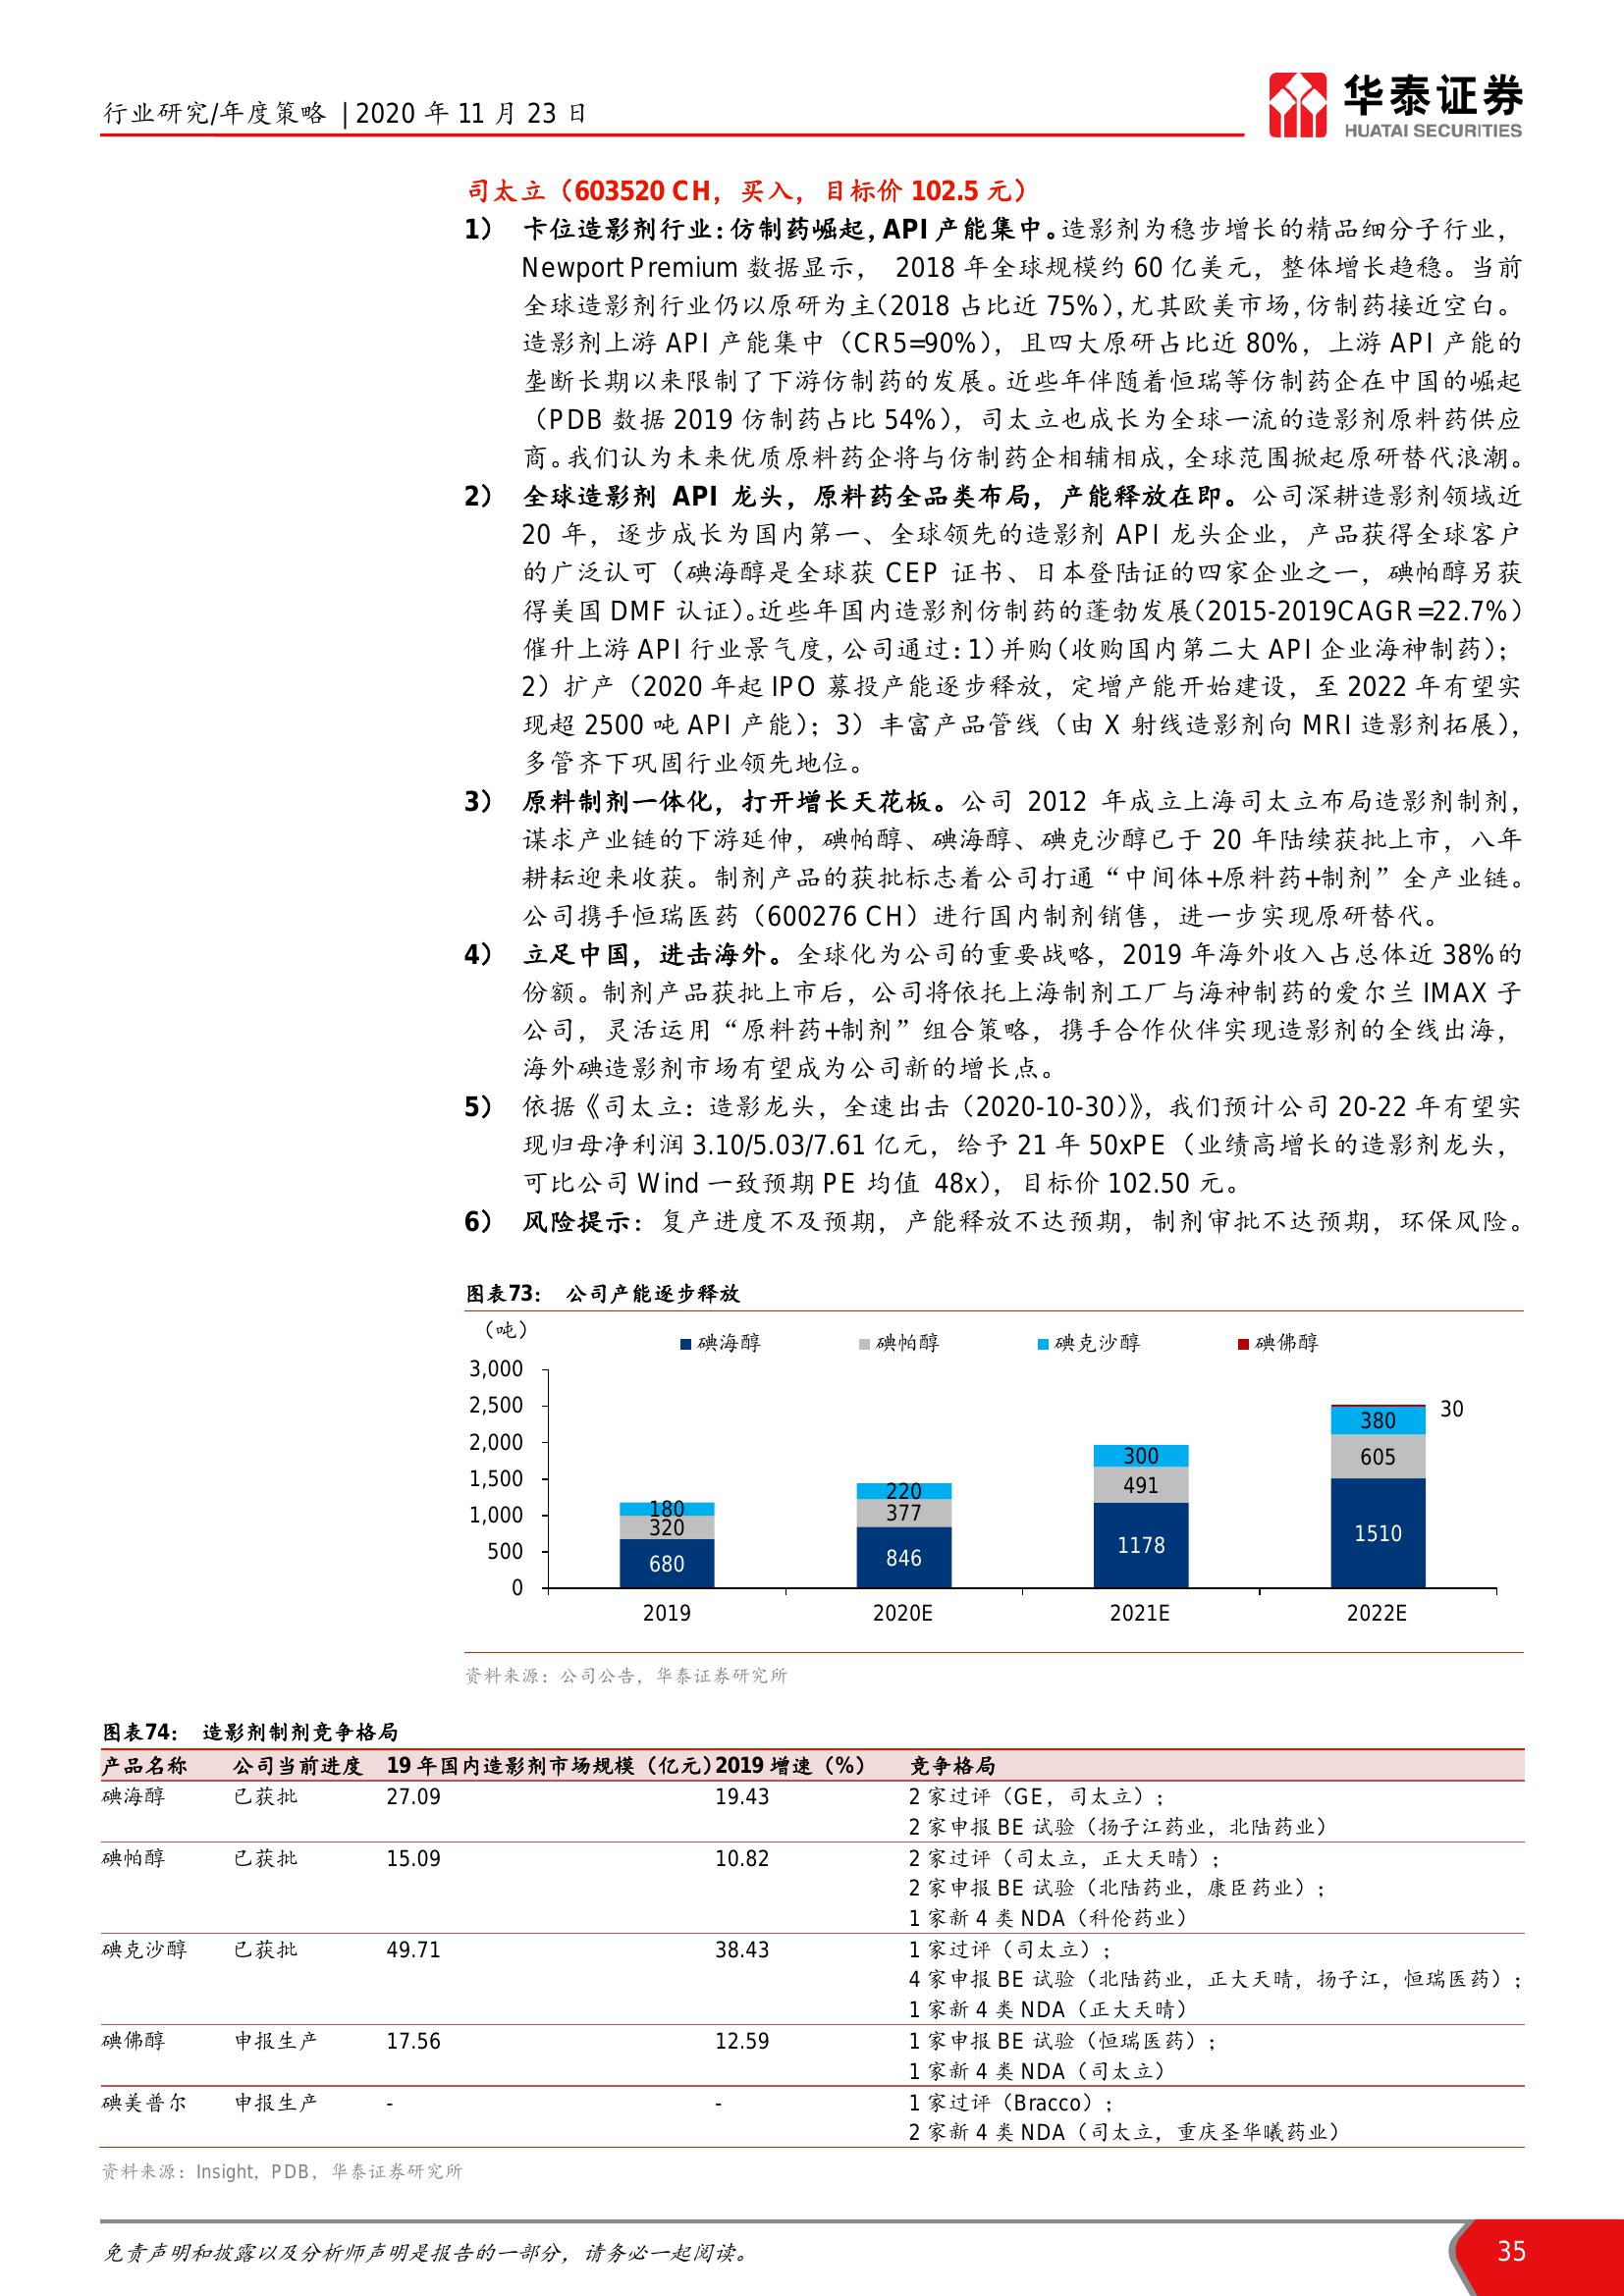 行业研究/年度策略 | 2020 年 11 月 23 日
华泰证券
HUATAI SECURITIES
司太立（603520 CH，买入，目标价 102.5 元）
1） 卡位造影剂行业：仿制药崛起，API 产能集中。造影剂为稳步增长的精品细分子行业，
Newport Premium 数据显示， 2018 年全球规模约 60 亿美元，整体增长趋稳。当前
全球造影剂行业仍以原研为主（2018 占比近 75%），尤其欧美市场，仿制药接近空白。
造影剂上游 API 产能集中（CR5=90%），且四大原研占比近 80%，上游 API 产能的
垄断长期以来限制了下游仿制药的发展。近些年伴随着恒瑞等仿制药企在中国的崛起
（PDB 数据 2019 仿制药占比 54%），司太立也成长为全球一流的造影剂原料药供应
商。我们认为未来优质原料药企将与仿制药企相辅相成，全球范围掀起原研替代浪潮。
2） 全球造影剂 API 龙头，原料药全品类布局，产能释放在即。公司深耕造影剂领域近
20 年，逐步成长为国内第一、全球领先的造影剂 API 龙头企业，产品获得全球客户
的广泛认可（碘海醇是全球获 CEP 证书、日本登陆证的四家企业之一，碘帕醇另获
得美国 DMF 认证）。近些年国内造影剂仿制药的蓬勃发展（2015-2019CAGR=22.7%）
催升上游 API 行业景气度，公司通过：1）并购（收购国内第二大 API 企业海神制药）；
2）扩产（2020 年起 IPO 募投产能逐步释放，定增产能开始建设，至 2022 年有望实
现超 2500 吨 API 产能）；3）丰富产品管线（由 X 射线造影剂向 MRI 造影剂拓展），
多管齐下巩固行业领先地位。
3） 原料制剂一体化，打开增长天花板。公司 2012 年成立上海司太立布局造影剂制剂，
谋求产业链的下游延伸，碘帕醇、碘海醇、碘克沙醇已于 20 年陆续获批上市，八年
耕耘迎来收获。制剂产品的获批标志着公司打通“中间体+原料药+制剂”全产业链。
公司携手恒瑞医药（600276 CH）进行国内制剂销售，进一步实现原研替代。
4） 立足中国，进击海外。全球化为公司的重要战略，2019 年海外收入占总体近 38%的
份额。制剂产品获批上市后，公司将依托上海制剂工厂与海神制药的爱尔兰 IMAX 子
公司，灵活运用“原料药+制剂”组合策略，携手合作伙伴实现造影剂的全线出海，
海外碘造影剂市场有望成为公司新的增长点。
5） 依据《司太立：造影龙头，全速出击（2020-10-30）》，我们预计公司 20-22 年有望实
现归母净利润 3.10/5.03/7.61 亿元，给予 21 年 50xPE（业绩高增长的造影剂龙头，
可比公司 Wind 一致预期 PE 均值 48x），目标价 102.50 元。
6） 风险提示：复产进度不及预期，产能释放不达预期，制剂审批不达预期，环保风险。
图表73： 公司产能逐步释放
（吨）
碘海醇 碘帕醇 碘克沙醇 碘佛醇
3,000
2,500
2,000
1,500
1,000
500
0
180
320
680
220
377
846
300
491
1178
30
380
605
1510
2019 2020E 2021E 2022E
资料来源：公司公告，华泰证券研究所
图表74： 造影剂制剂竞争格局
产品名称 公司当前进度 19 年国内造影剂市场规模（亿元） 2019 增速（%） 竞争格局
碘海醇 已获批 27.09 19.43 2 家过评（GE，司太立）；
2 家申报 BE 试验（扬子江药业，北陆药业）
碘帕醇 已获批 15.09 10.82 2 家过评（司太立，正大天晴）；
2 家申报 BE 试验（北陆药业，康臣药业）；
1 家新 4 类 NDA（科伦药业）
碘克沙醇 已获批 49.71 38.43 1 家过评（司太立）；
4 家申报 BE 试验（北陆药业，正大天晴，扬子江，恒瑞医药）；
1 家新 4 类 NDA（正大天晴）
碘佛醇 申报生产 17.56 12.59 1 家申报 BE 试验（恒瑞医药）；
1 家新 4 类 NDA（司太立）
碘美普尔 申报生产 - - 1 家过评（Bracco）；
2 家新 4 类 NDA（司太立，重庆圣华曦药业）
资料来源：Insight，PDB，华泰证券研究所
免责声明和披露以及分析师声明是报告的一部分，请务必一起阅读。
35